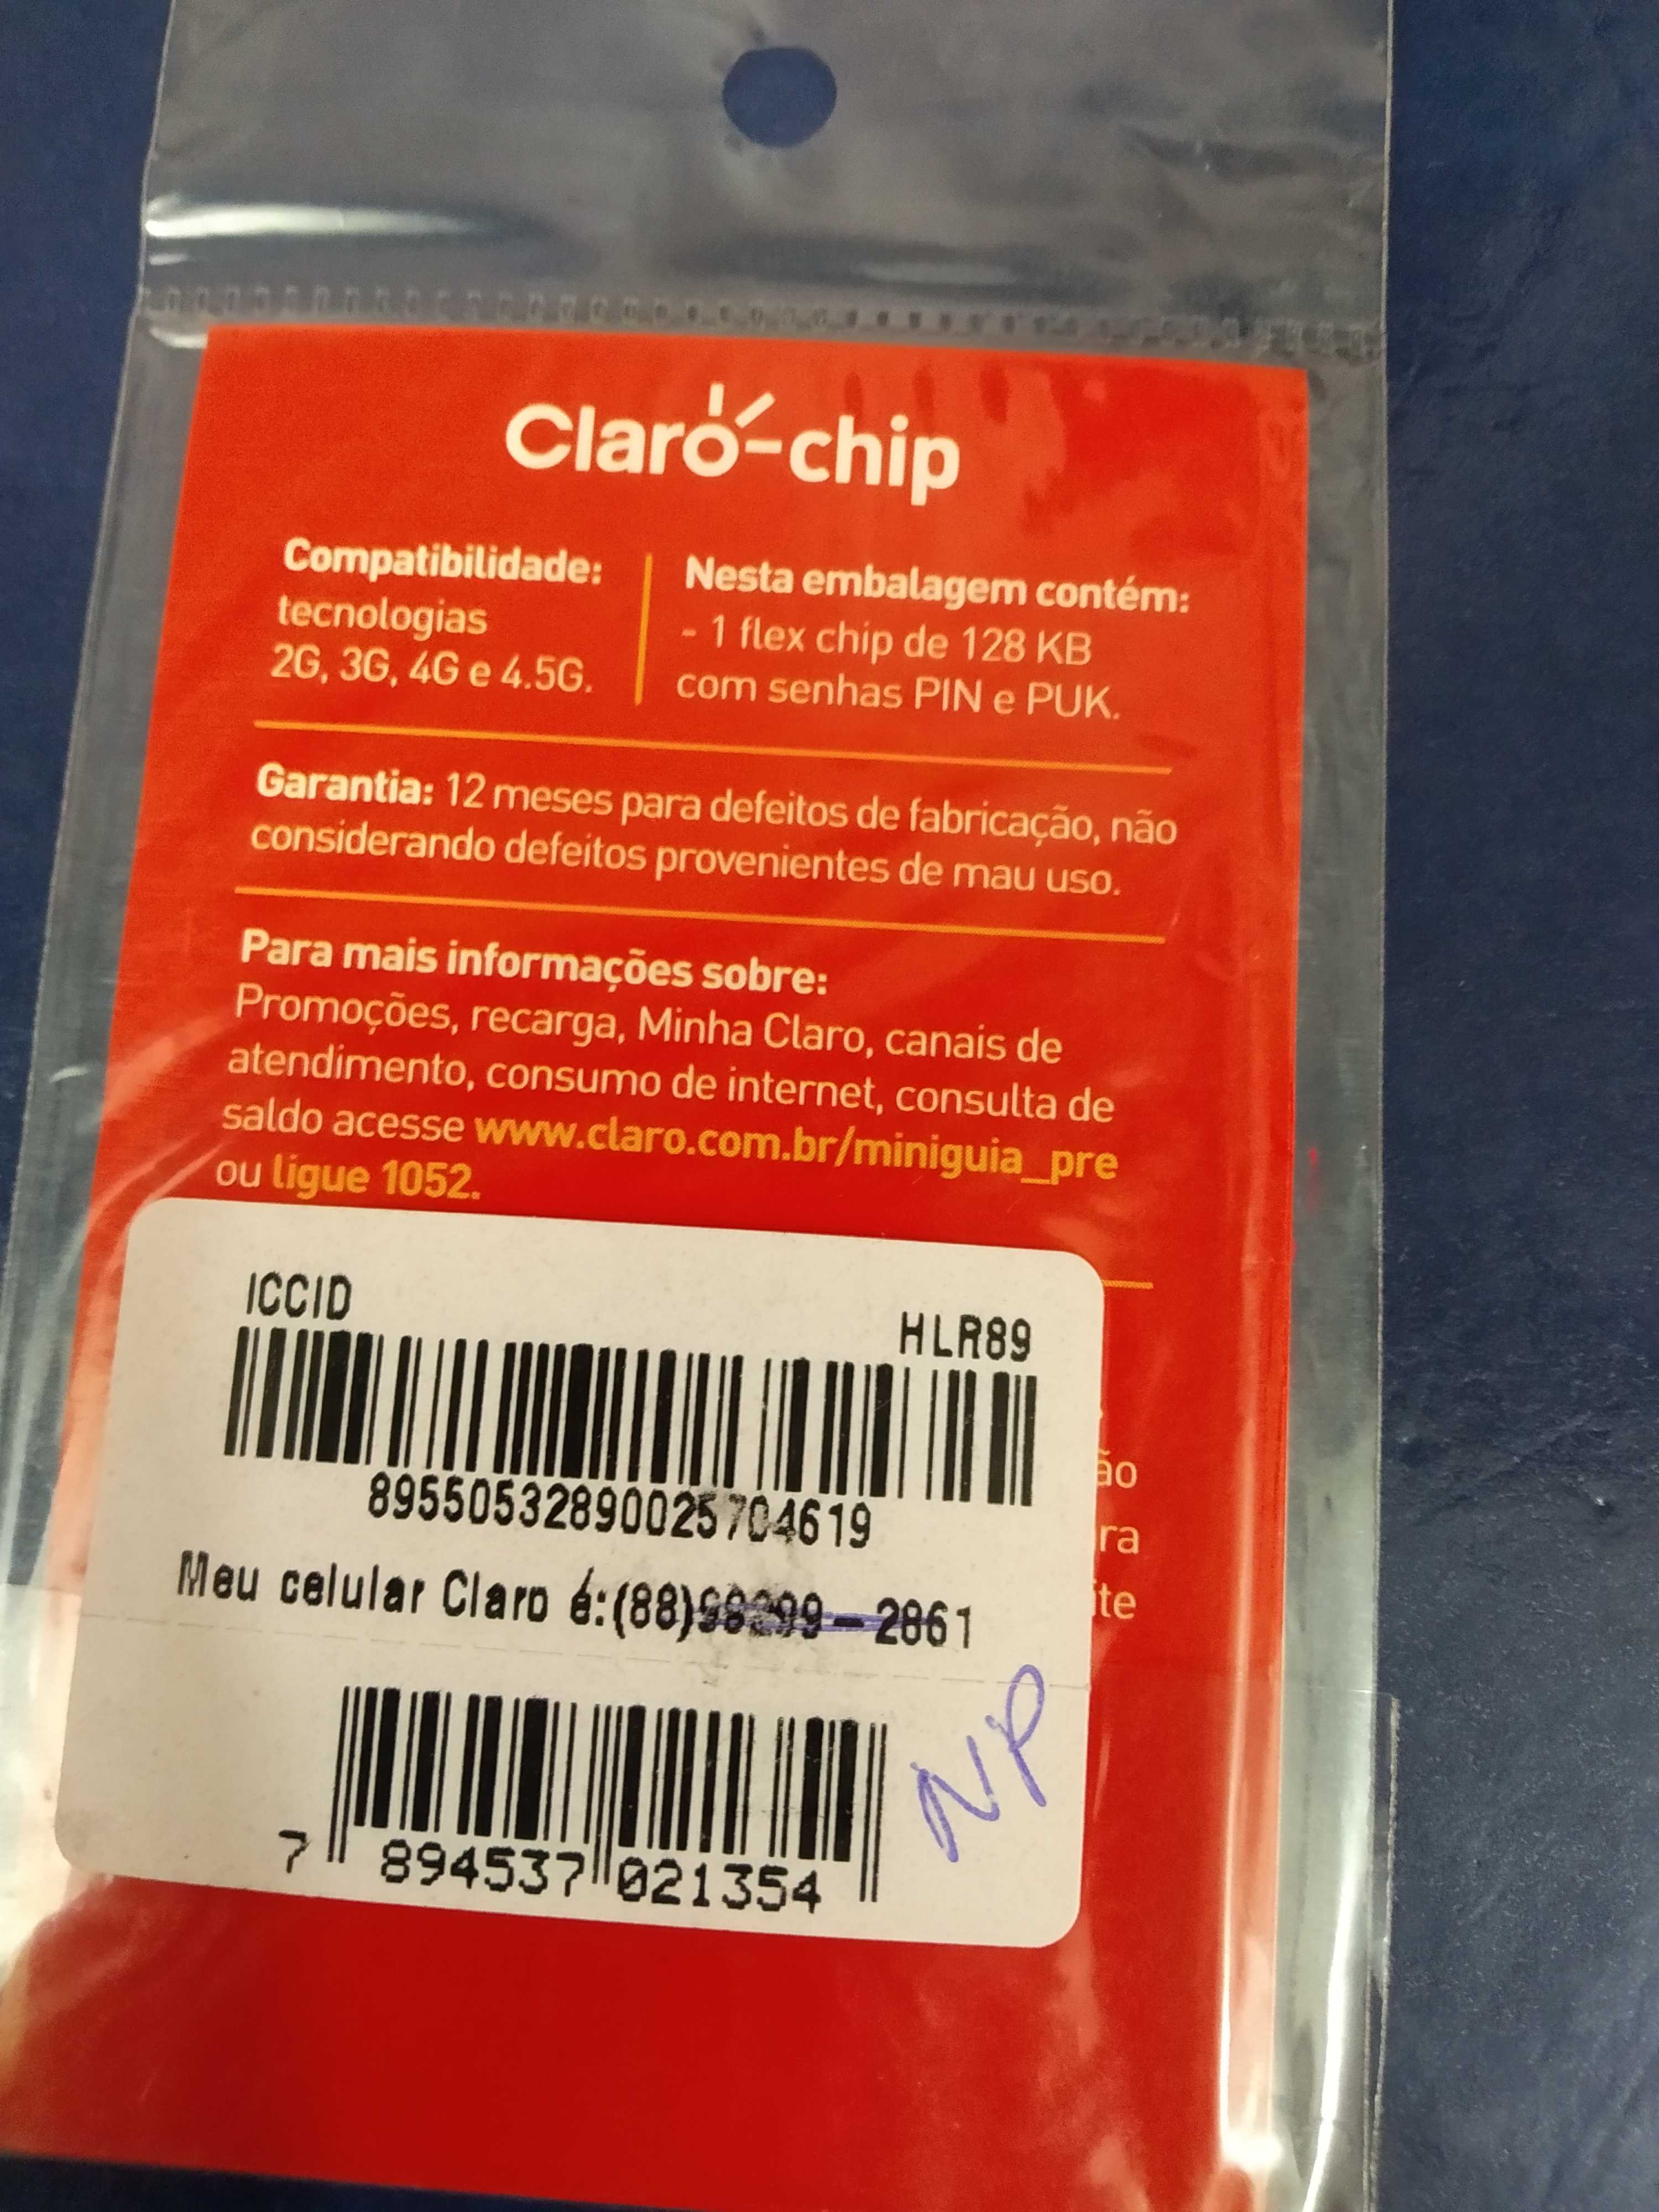 Claro-chip
Compatibilidade:
tecnologias
2G, 3G, 4G e 4.5G.
Nesta embalagem contém:
- 1 flex chip de 128 KB
com senhas PIN e PUK.
Garantia: 12 meses para defeitos de fabricação, não
considerando defeitos provenientes de mau uso.
Para mais informações sobre:
Promoções, recarga, Minha Claro, canais de
atendimento, consumo de internet, consulta de
saldo acesse www.claro.com.br/miniguia_pre
ou ligue 1052.
ICCID
HLR89
89550532890025704619
Meu celular Claro é:(88) -2861
7 894537 021354
NP
ão
ra
ite